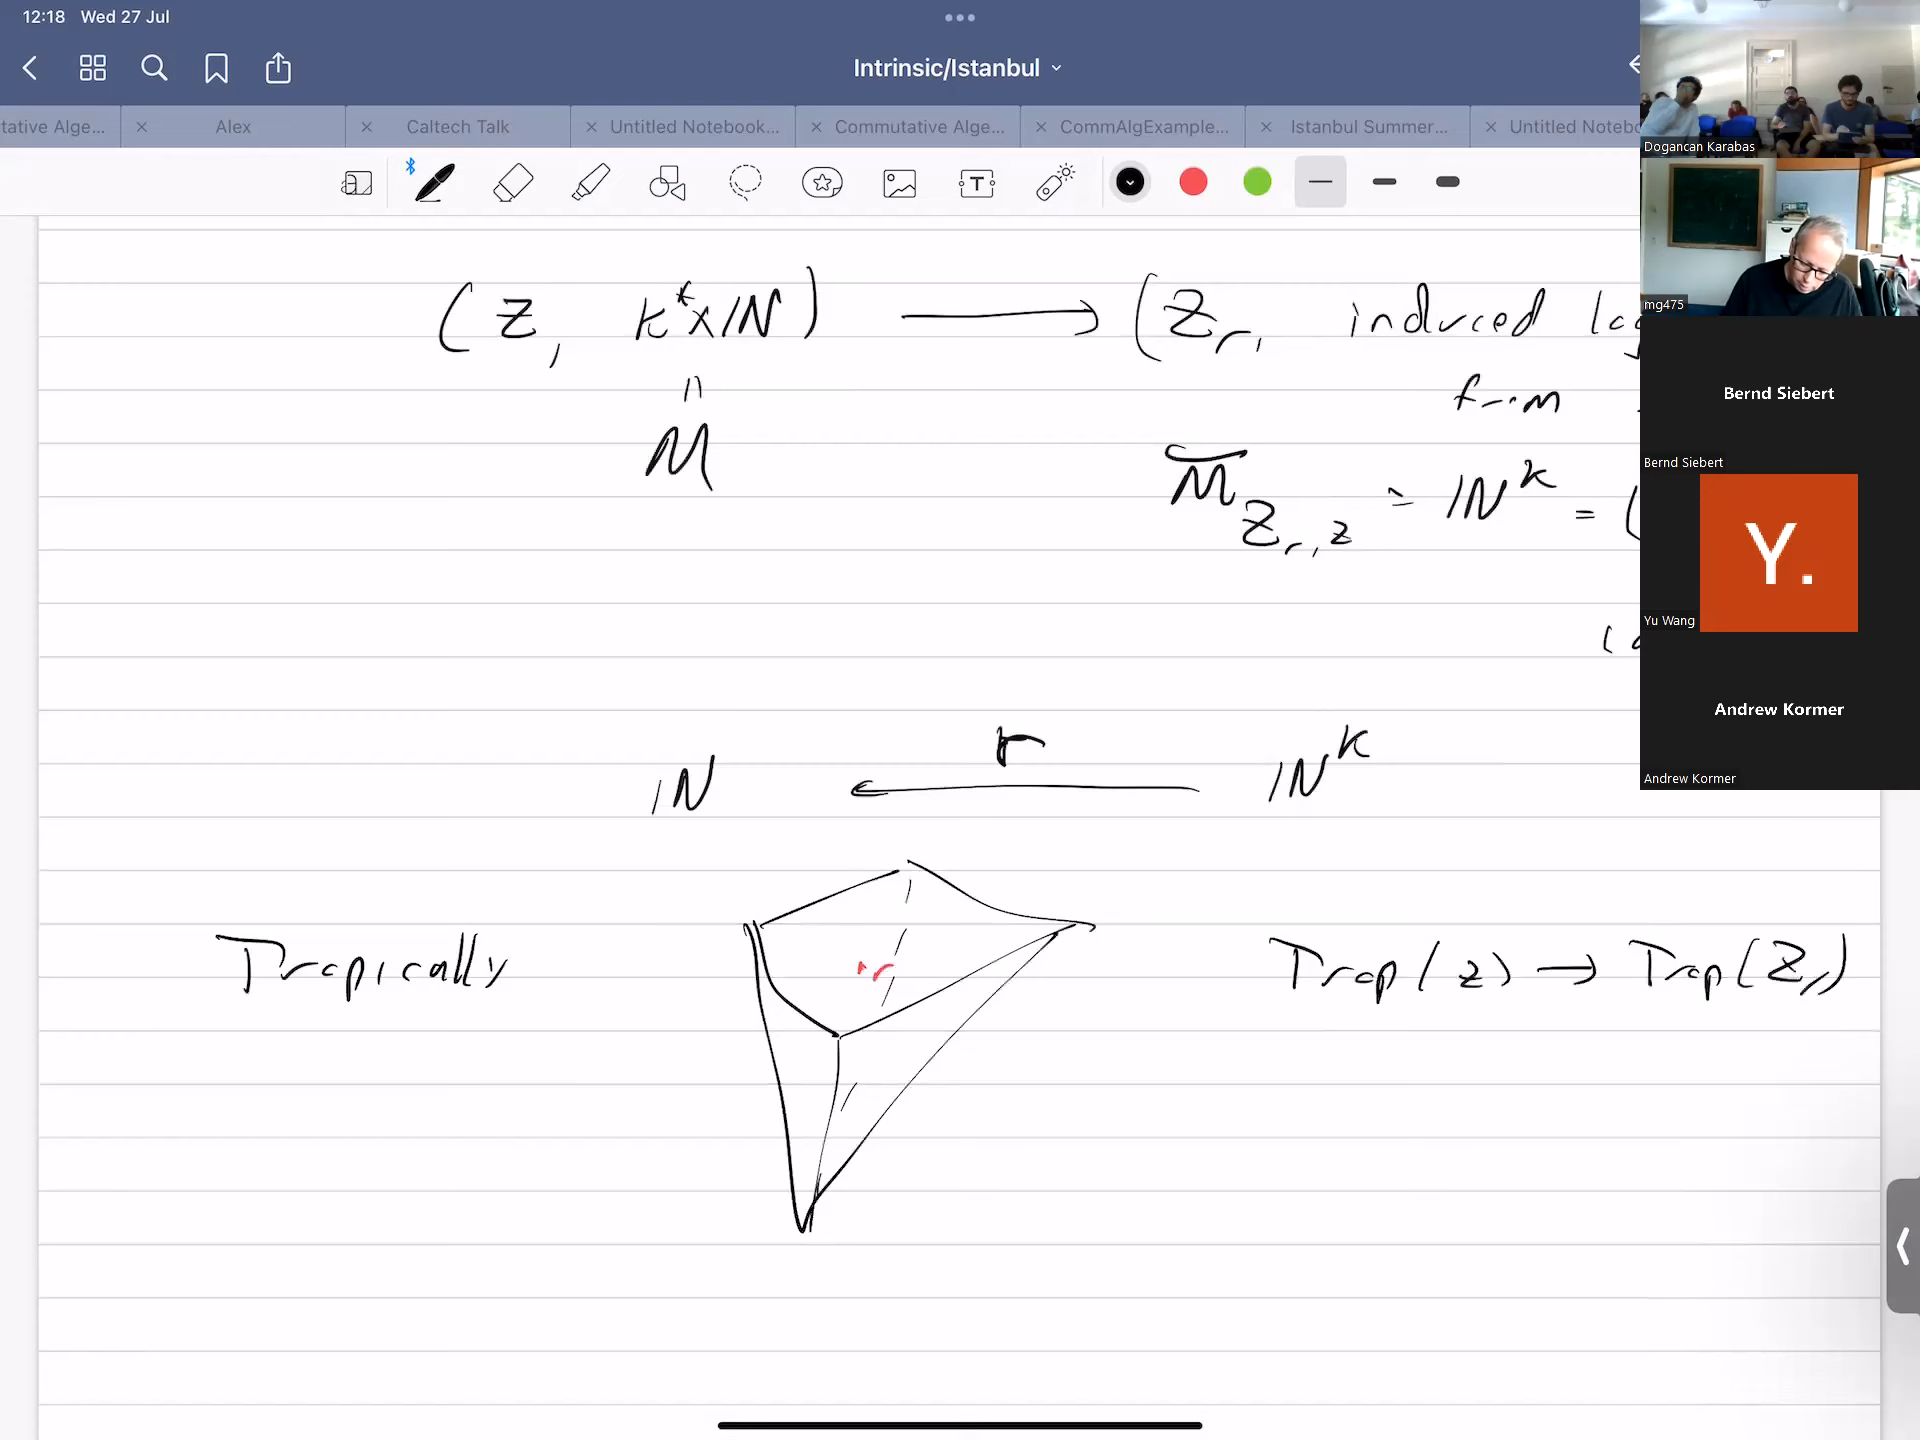 12:18 Wed 27 Jul
Intrinsic/Istanbul
tative Alge...
Alex
Caltech Talk
Untitled Notebook...
Commutative Alge...
CommAlgExample...
Istanbul Summer...
Untitled Notebo
Dogancan Karabas
mg475
Bernd Siebert
Bernd Siebert
Y.
Yu Wang
Andrew Kormer
Andrew Kormer
(z, k^× × ℕ) ⟶ (Z_r, induced log
M from
M̄_{Z_r, z} = ℕ^k = (
ℕ ⟵ r ℕ^k
Tropically r Trop(z) → Trop(Z_r)